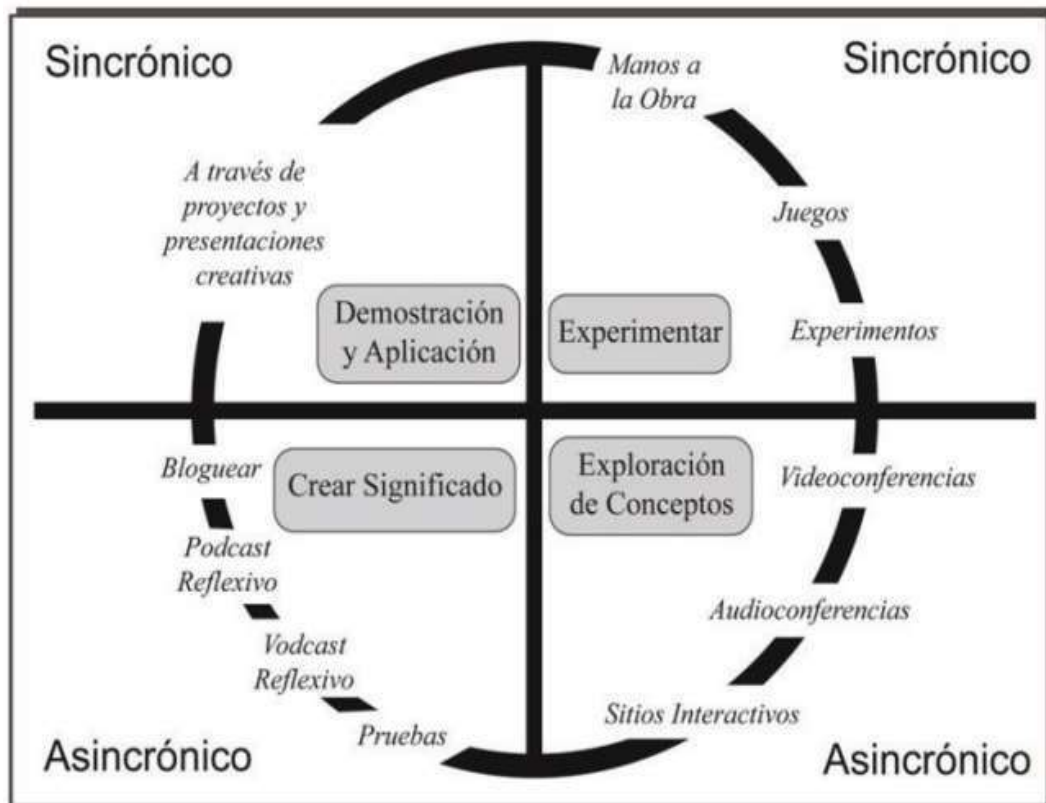 Sincrónico
Sincrónico
Manos a
la Obra
A través de
proyectos y
presentaciones
creativas
Juegos
Demostración
y Aplicación
Experimentar
Experimentos
Bloguear
Crear Significado
Exploración
de Conceptos
Videoconferencias
Podcast
Reflexivo
Audioconferencias
Vodcast
Reflexivo
Sitios Interactivos
Pruebas
Asincrónico
Asincrónico